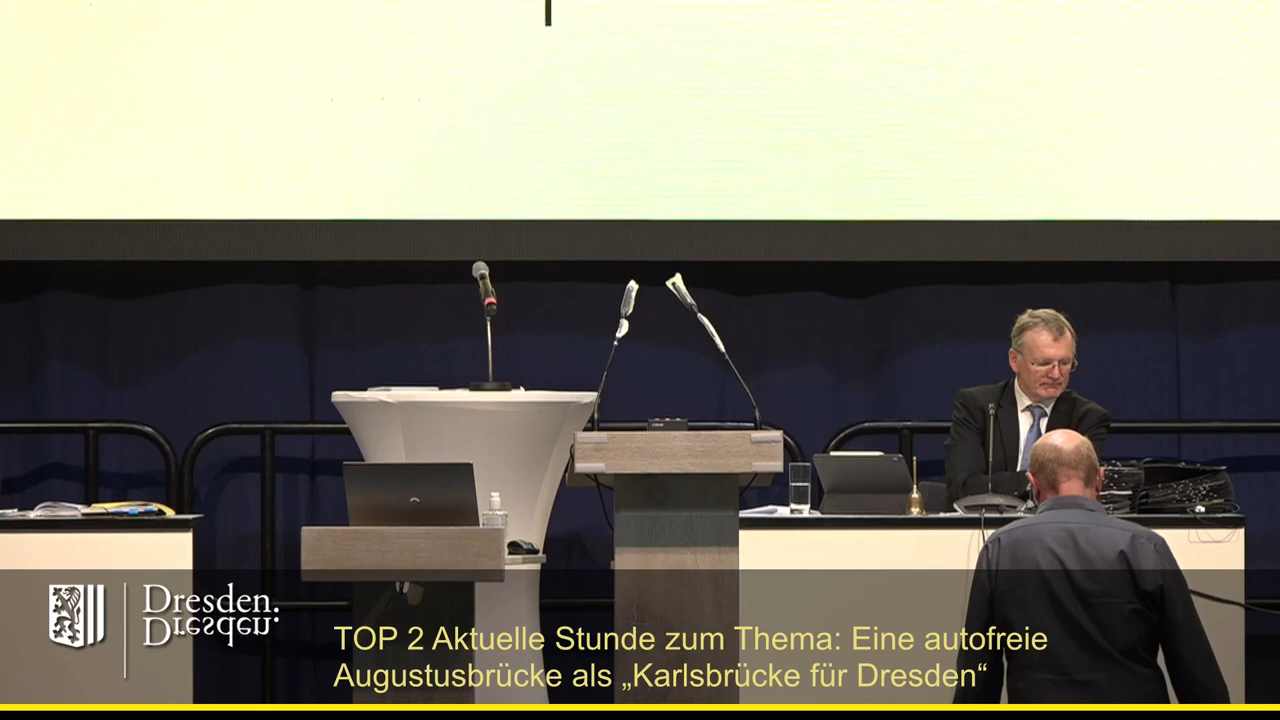 Dresden.
Dresden.
TOP 2 Aktuelle Stunde zum Thema: Eine autofreie
Augustusbrücke als „Karlsbrücke für Dresden“